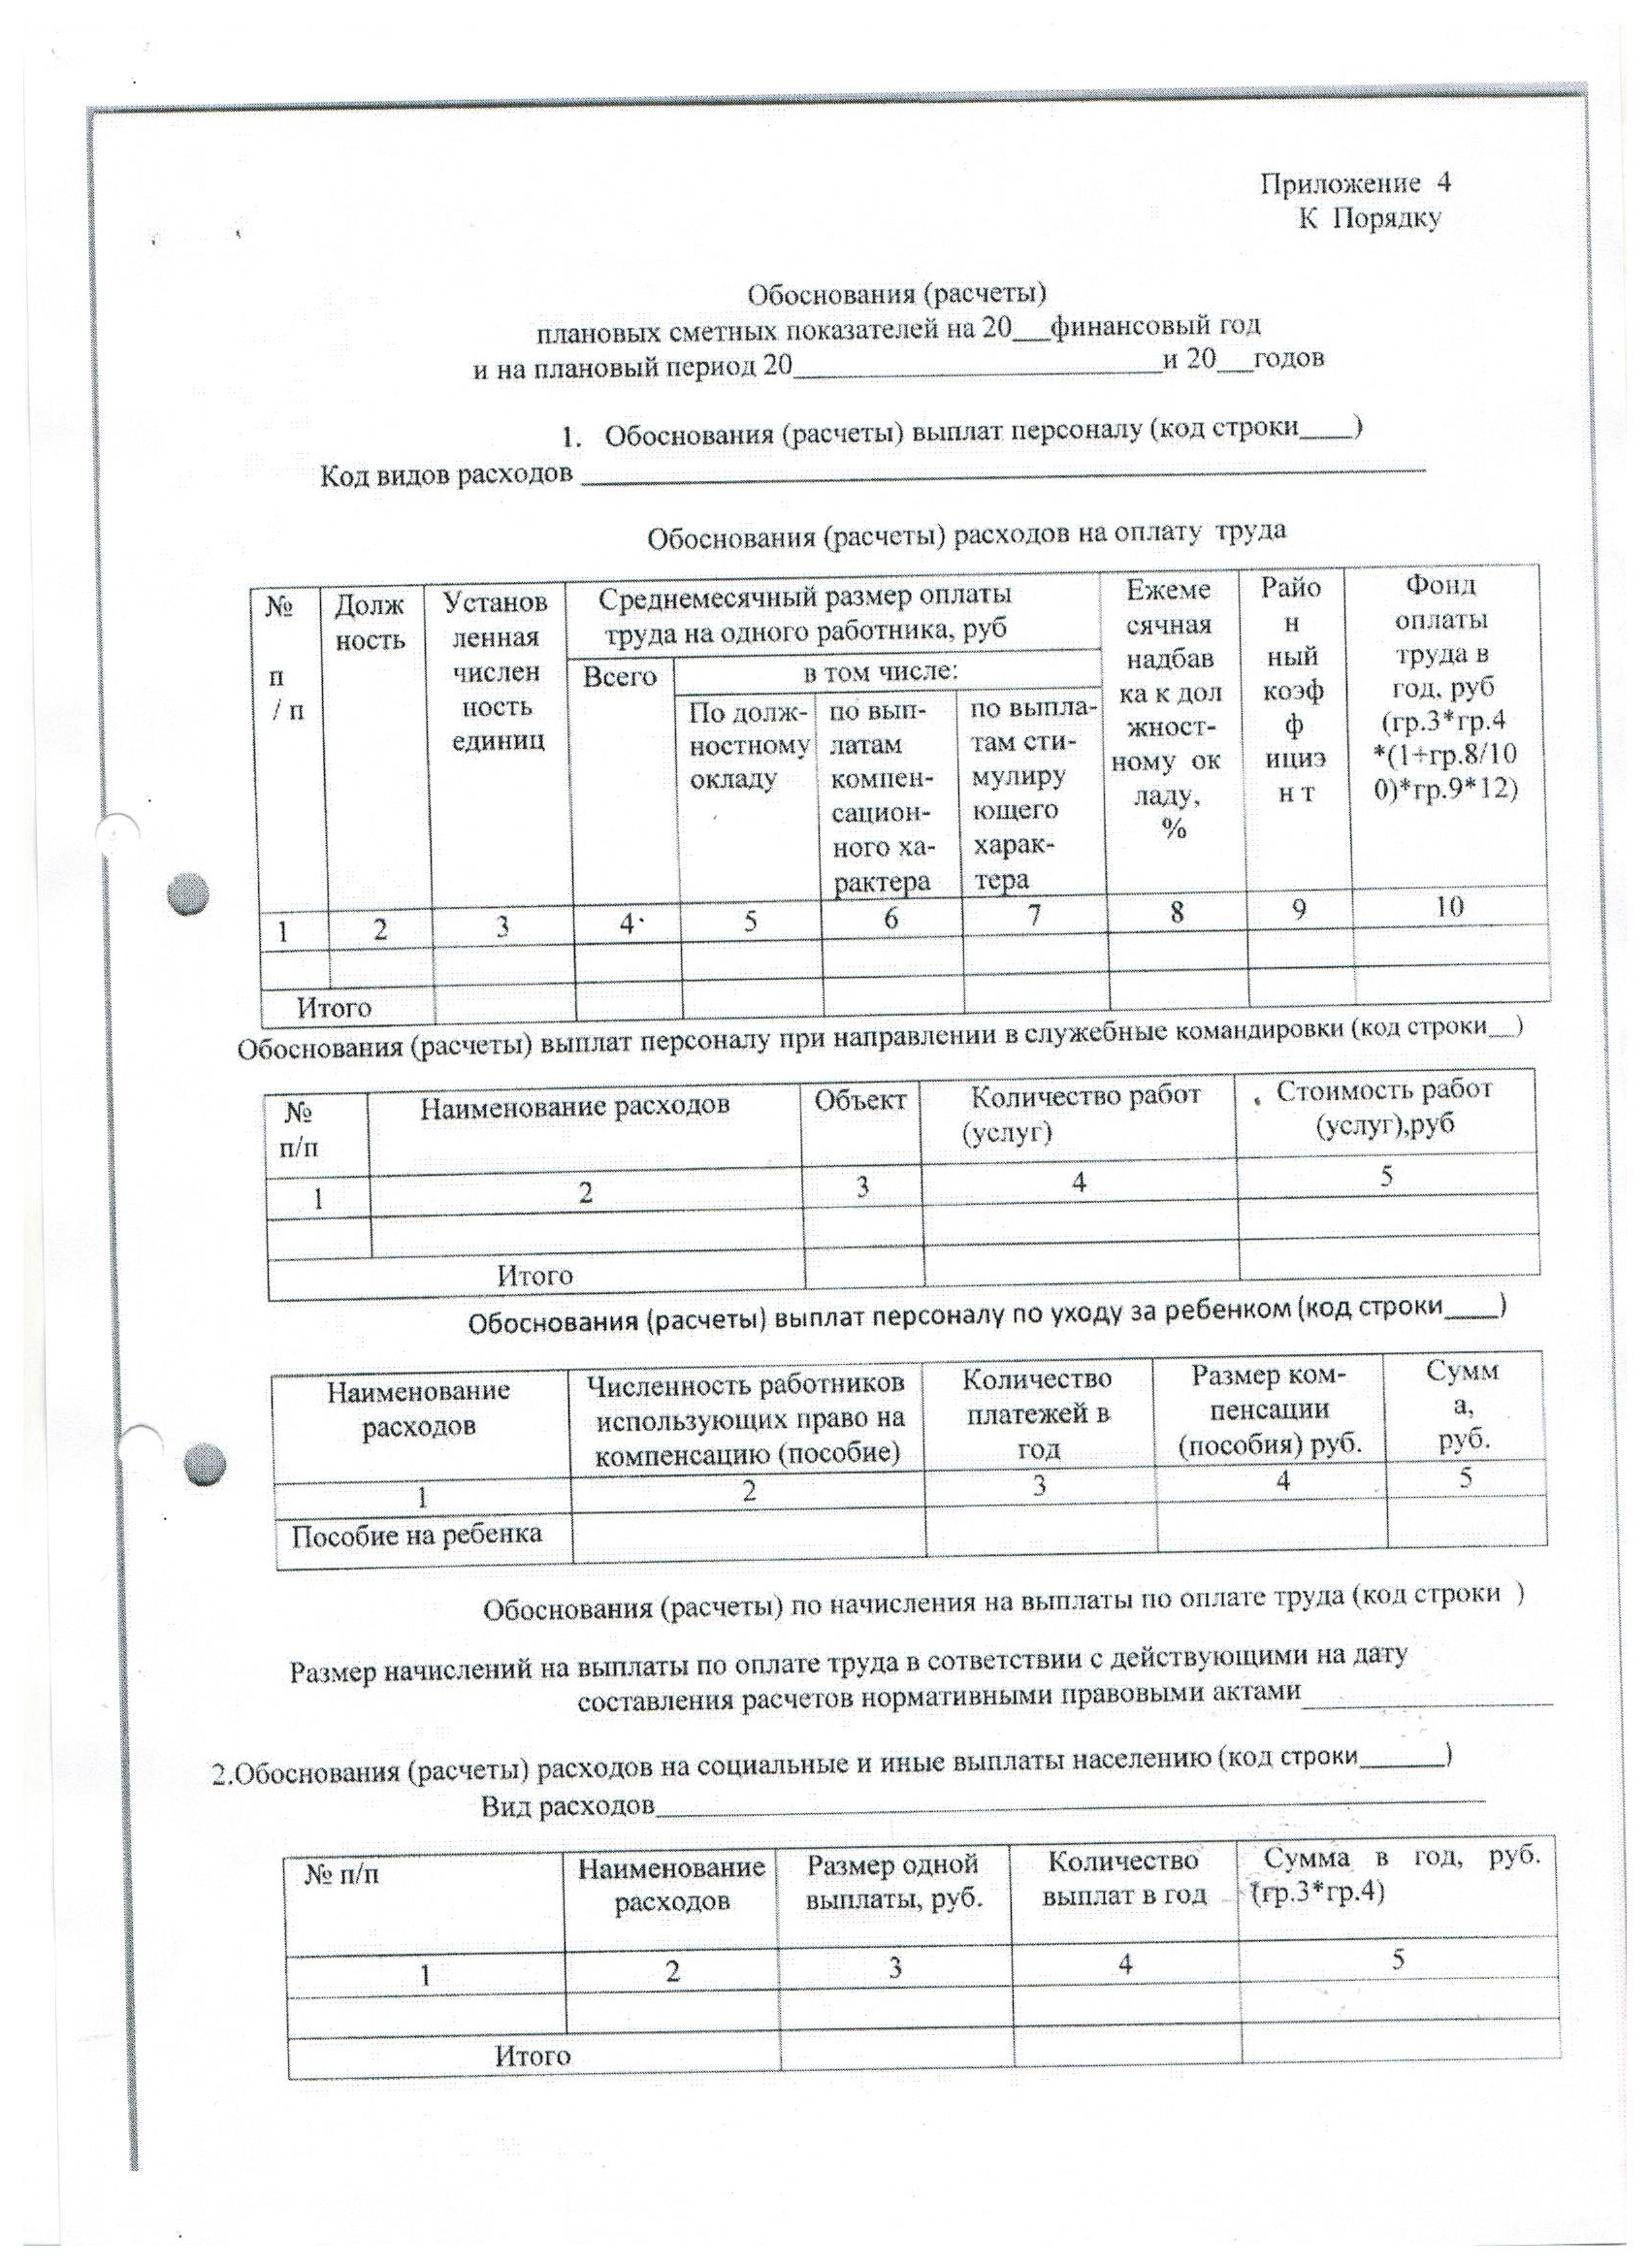 Приложение 4
К Порядку
Обоснования (расчеты)
плановых сметных показателей на 20___финансовый год
и на плановый период 20_____________________________и 20___годов
1. Обоснования (расчеты) выплат персоналу (код строки____)
Код видов расходов ____________________________________________
Обоснования (расчеты) расходов на оплату труда
№
п
/ п
Долж
ность
Установ
ленная
числен
ность
единиц
Среднемесячный размер оплаты
труда на одного работника, руб
Всего
в том числе:
По долж-
ностному
окладу
по вып-
латам
компен-
сацион-
ного ха-
рактера
по выпла-
там сти-
мулиру
ющего
харак-
тера
Ежеме
сячная
надбав
ка к дол
жност-
ному ок
ладу,
%
Райо
н
ный
коэф
ф
ициэ
н т
Фонд
оплаты
труда в
год, руб
(гр.3*гр.4
*(1+гр.8/10
0)*гр.9*12)
1 2 3 4 5 6 7 8 9 10
Итого
Обоснования (расчеты) выплат персоналу при направлении в служебные командировки (код строки__)
№
п/п
Наименование расходов
Объект
Количество работ
(услуг)
Стоимость работ
(услуг),руб
1 2 3 4 5
Итого
Обоснования (расчеты) выплат персоналу по уходу за ребенком (код строки____)
Наименование
расходов
Численность работников
использующих право на
компенсацию (пособие)
Количество
платежей в
год
Размер ком-
пенсации
(пособия) руб.
Сумм
а,
руб.
1 2 3 4 5
Пособие на ребенка
Обоснования (расчеты) по начисления на выплаты по оплате труда (код строки )
Размер начислений на выплаты по оплате труда в сответствии с действующими на дату
составления расчетов нормативными правовыми актами____________________
2.Обоснования (расчеты) расходов на социальные и иные выплаты населению (код строки______)
Вид расходов____________________________________________
№ п/п
Наименование
расходов
Размер одной
выплаты, руб.
Количество
выплат в год
Сумма в год, руб.
(гр.3*гр.4)
1 2 3 4 5
Итого